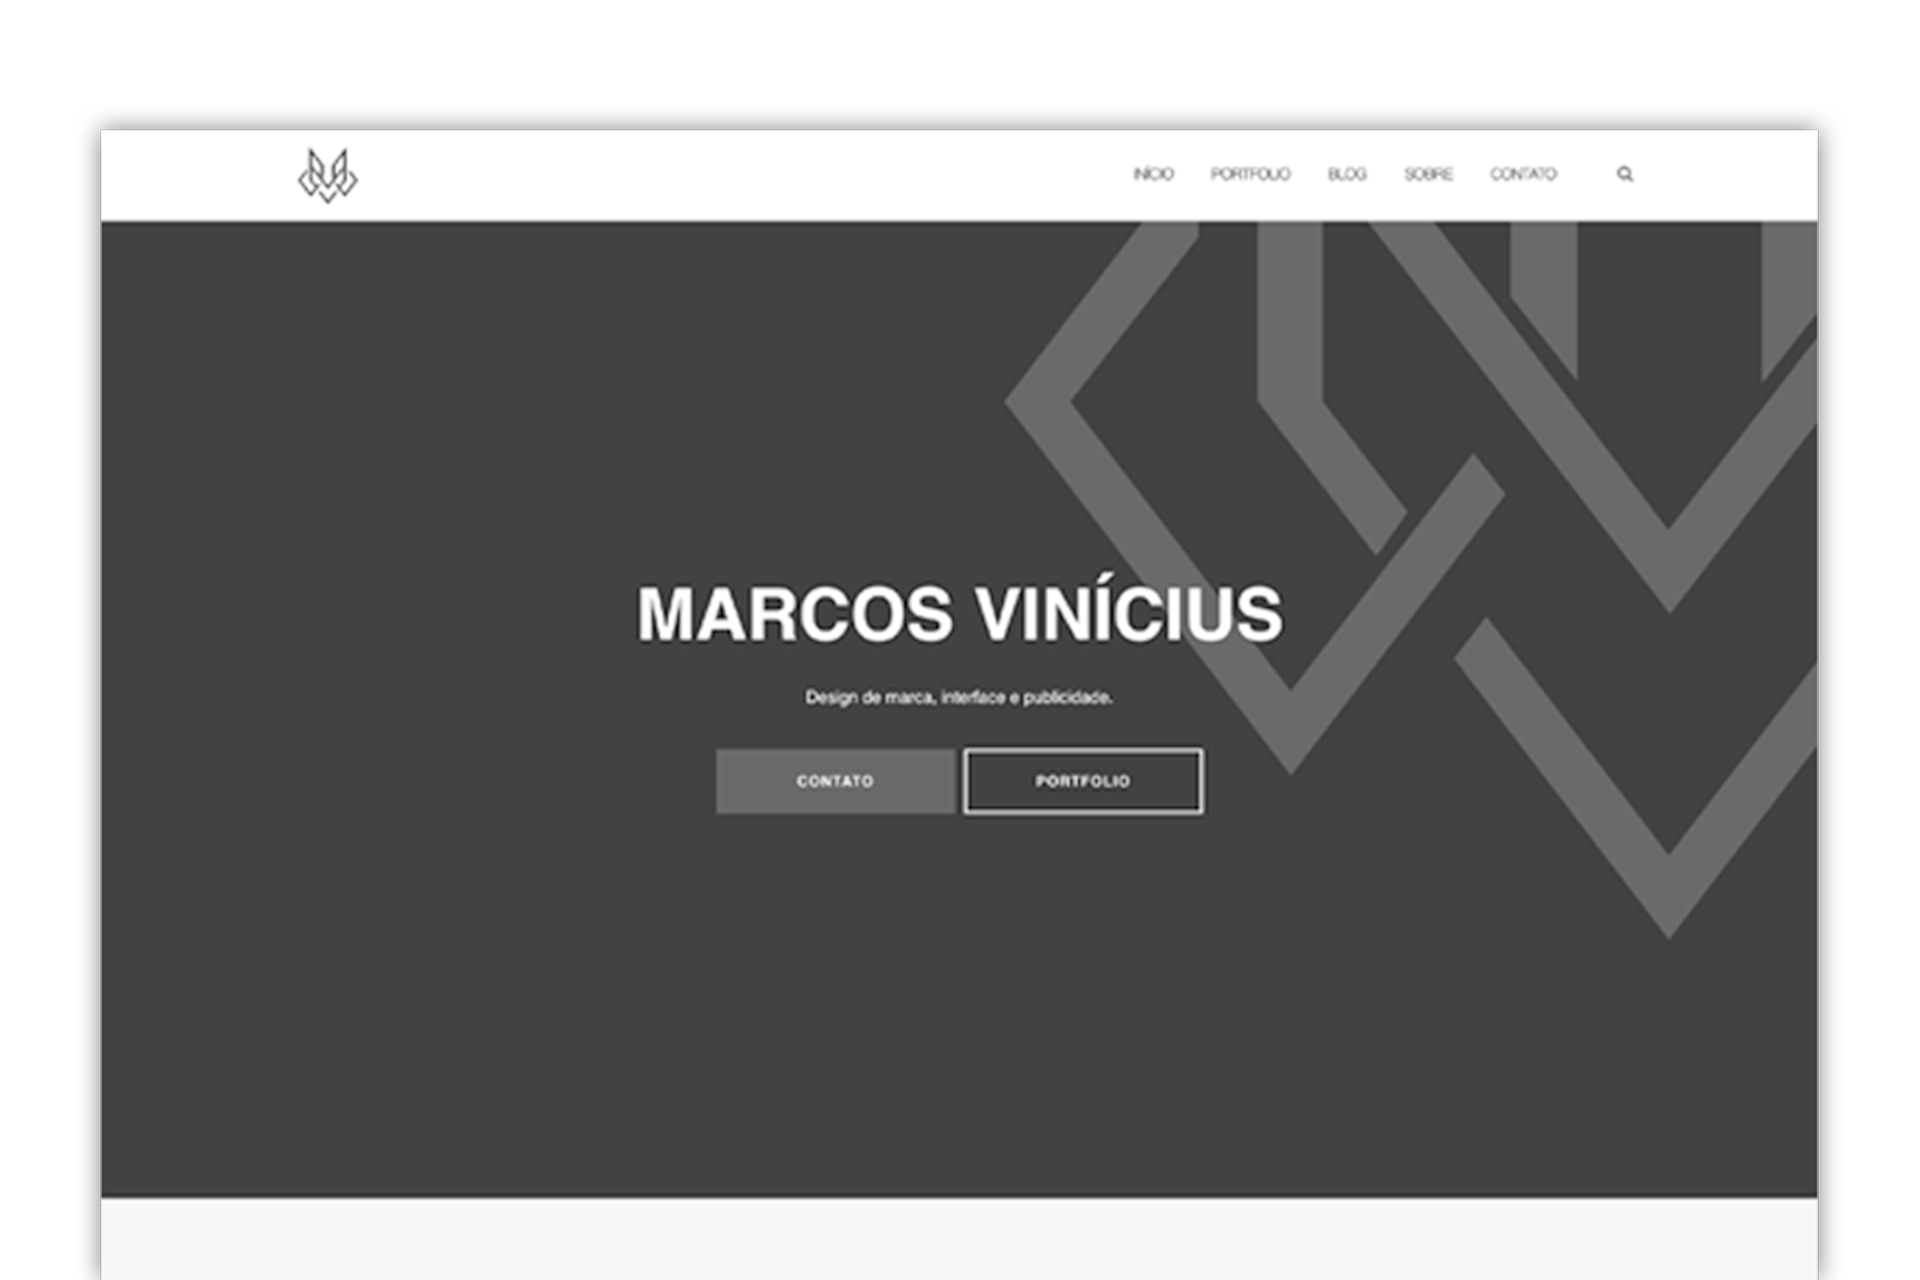 INÍCIO PORTFOLIO BLOG SOBRE CONTATO
MARCOS VINÍCIUS
Design de marca, interface e publicidade.
CONTATO PORTFOLIO